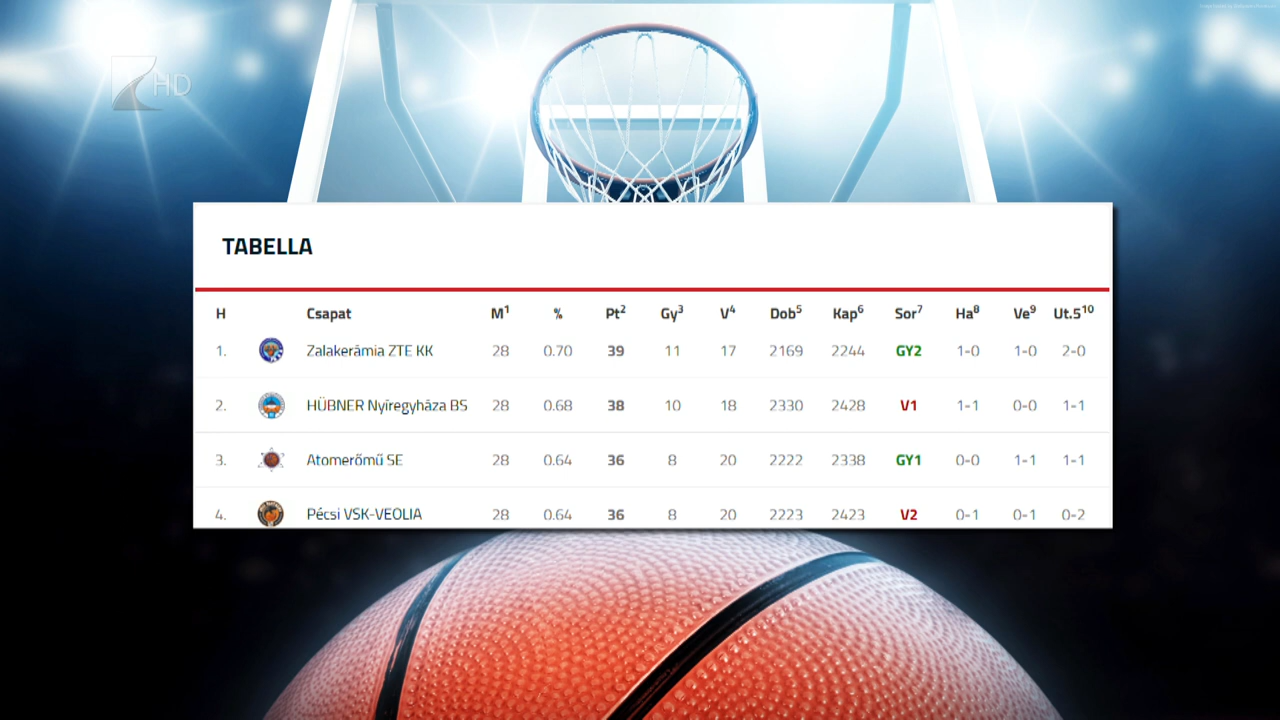 HD
TABELLA
H Csapat M¹ % Pt² Gy³ V⁴ Dob⁵ Kap⁶ Sor⁷ Ha⁸ Ve⁹ Ut.5¹⁰
1. Zalakerámia ZTE KK 28 0.70 39 11 17 2169 2244 GY2 1-0 1-0 2-0
2. HÜBNER Nyíregyháza BS 28 0.68 38 10 18 2330 2428 V1 1-1 0-0 1-1
3. Atomerőmű SE 28 0.64 36 8 20 2222 2338 GY1 0-0 1-1 1-1
4. Pécsi VSK-VEOLIA 28 0.64 36 8 20 2223 2423 V2 0-1 0-1 0-2